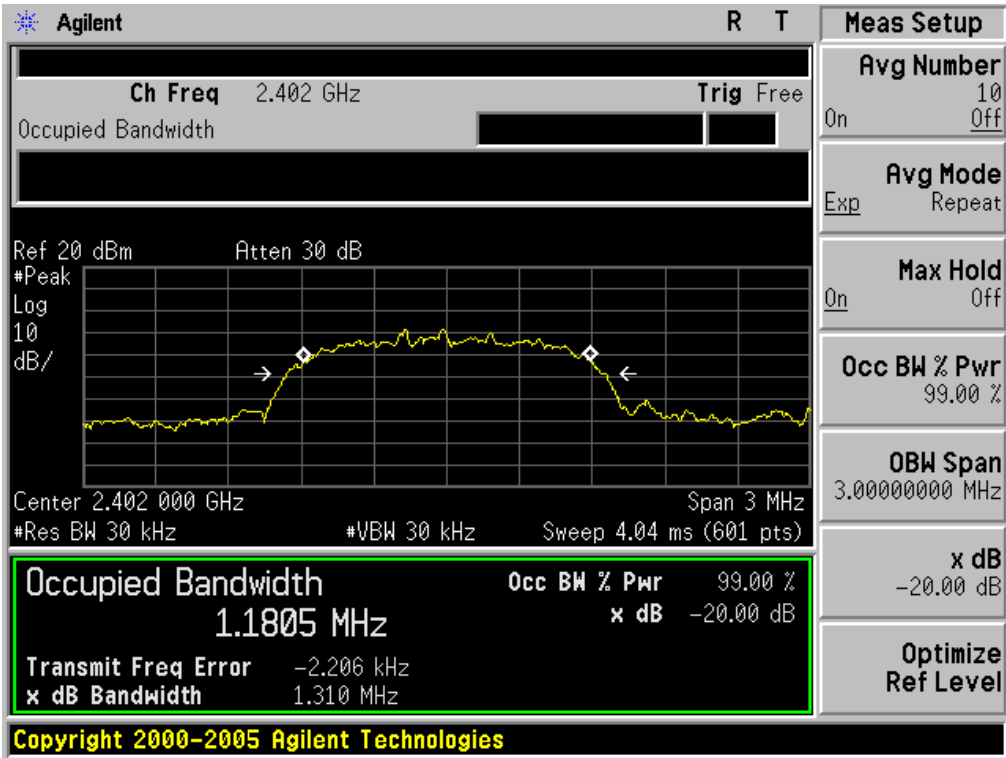 Agilent R T
Ch Freq 2.402 GHz Trig Free
Occupied Bandwidth
Ref 20 dBm Atten 30 dB
#Peak
Log
10
dB/
Center 2.402 000 GHz Span 3 MHz
#Res BW 30 kHz #VBW 30 kHz Sweep 4.04 ms (601 pts)
Occupied Bandwidth
1.1805 MHz
Occ BW % Pwr 99.00 %
x dB -20.00 dB
Transmit Freq Error -2.206 kHz
x dB Bandwidth 1.310 MHz
Copyright 2000-2005 Agilent Technologies
Meas Setup
Avg Number
10
On Off
Avg Mode
Exp Repeat
Max Hold
On Off
Occ BW % Pwr
99.00 %
OBW Span
3.00000000 MHz
x dB
-20.00 dB
Optimize
Ref Level